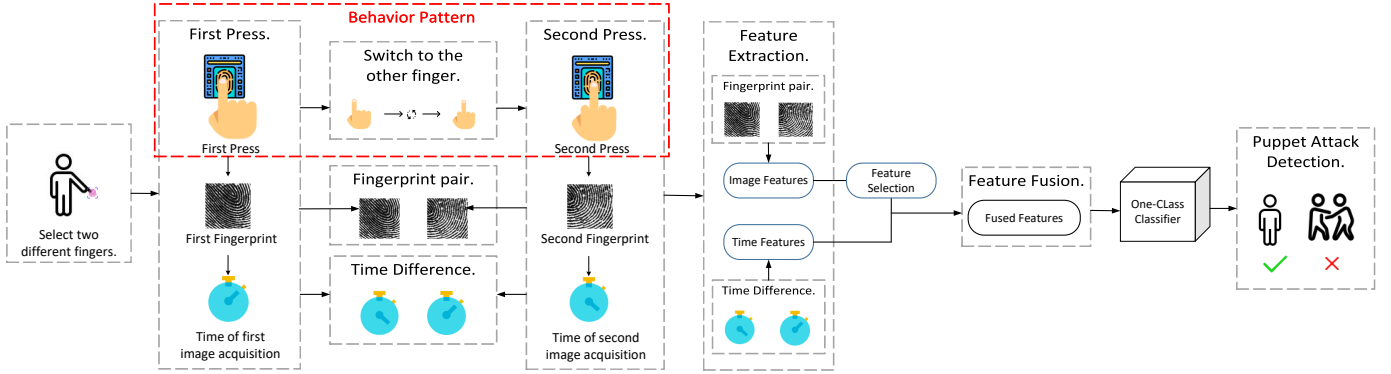 Behavior Pattern
Select two
different fingers.
First Press.
First Press
First Fingerprint
Time of first
image acquisition
Switch to the
other finger.
Fingerprint pair.
Time Difference.
Second Press.
Second Press
Second Fingerprint
Time of second
image acquisition
Feature
Extraction.
Fingerprint pair.
Image Features
Time Features
Time Difference.
Feature
Selection
Feature Fusion.
Fused Features
One-CLass
Classifier
Puppet Attack
Detection.